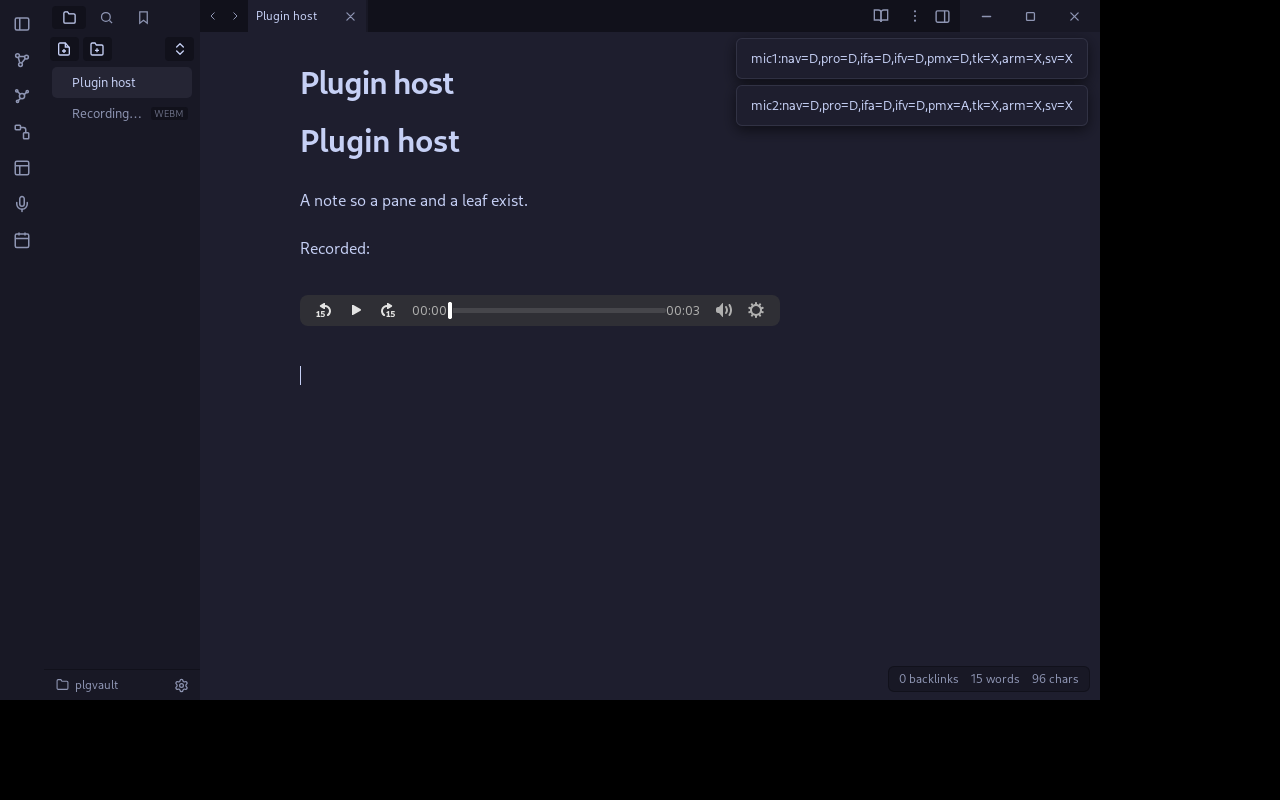 Plugin host
mic1:nav=D,pro=D,ifa=D,ifv=D,pmx=D,tk=X,arm=X,sv=X
mic2:nav=D,pro=D,ifa=D,ifv=D,pmx=A,tk=X,arm=X,sv=X
Plugin host
Recording... WEBM
Plugin host
Plugin host
A note so a pane and a leaf exist.
Recorded:
15 15 00:00 00:03
plgvault
0 backlinks 15 words 96 chars